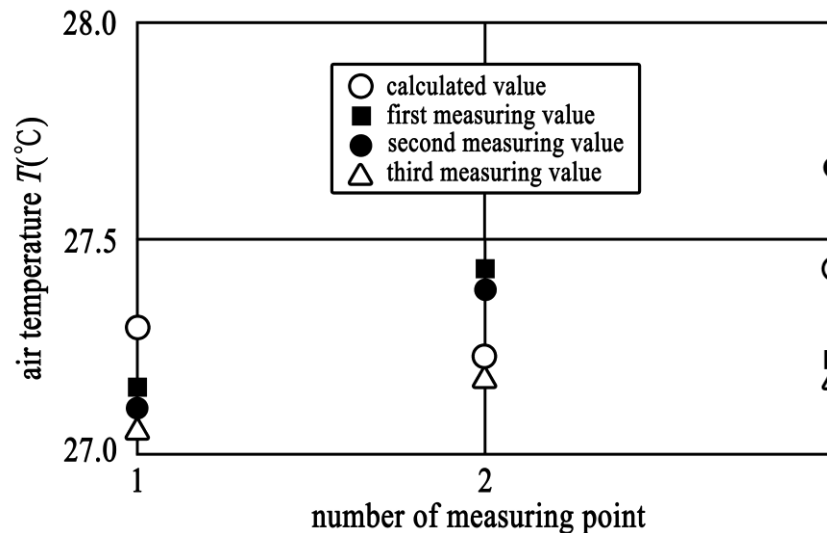 28.0
calculated value
first measuring value
second measuring value
third measuring value
air temperature T(℃)
27.5
27.0
1 2
number of measuring point